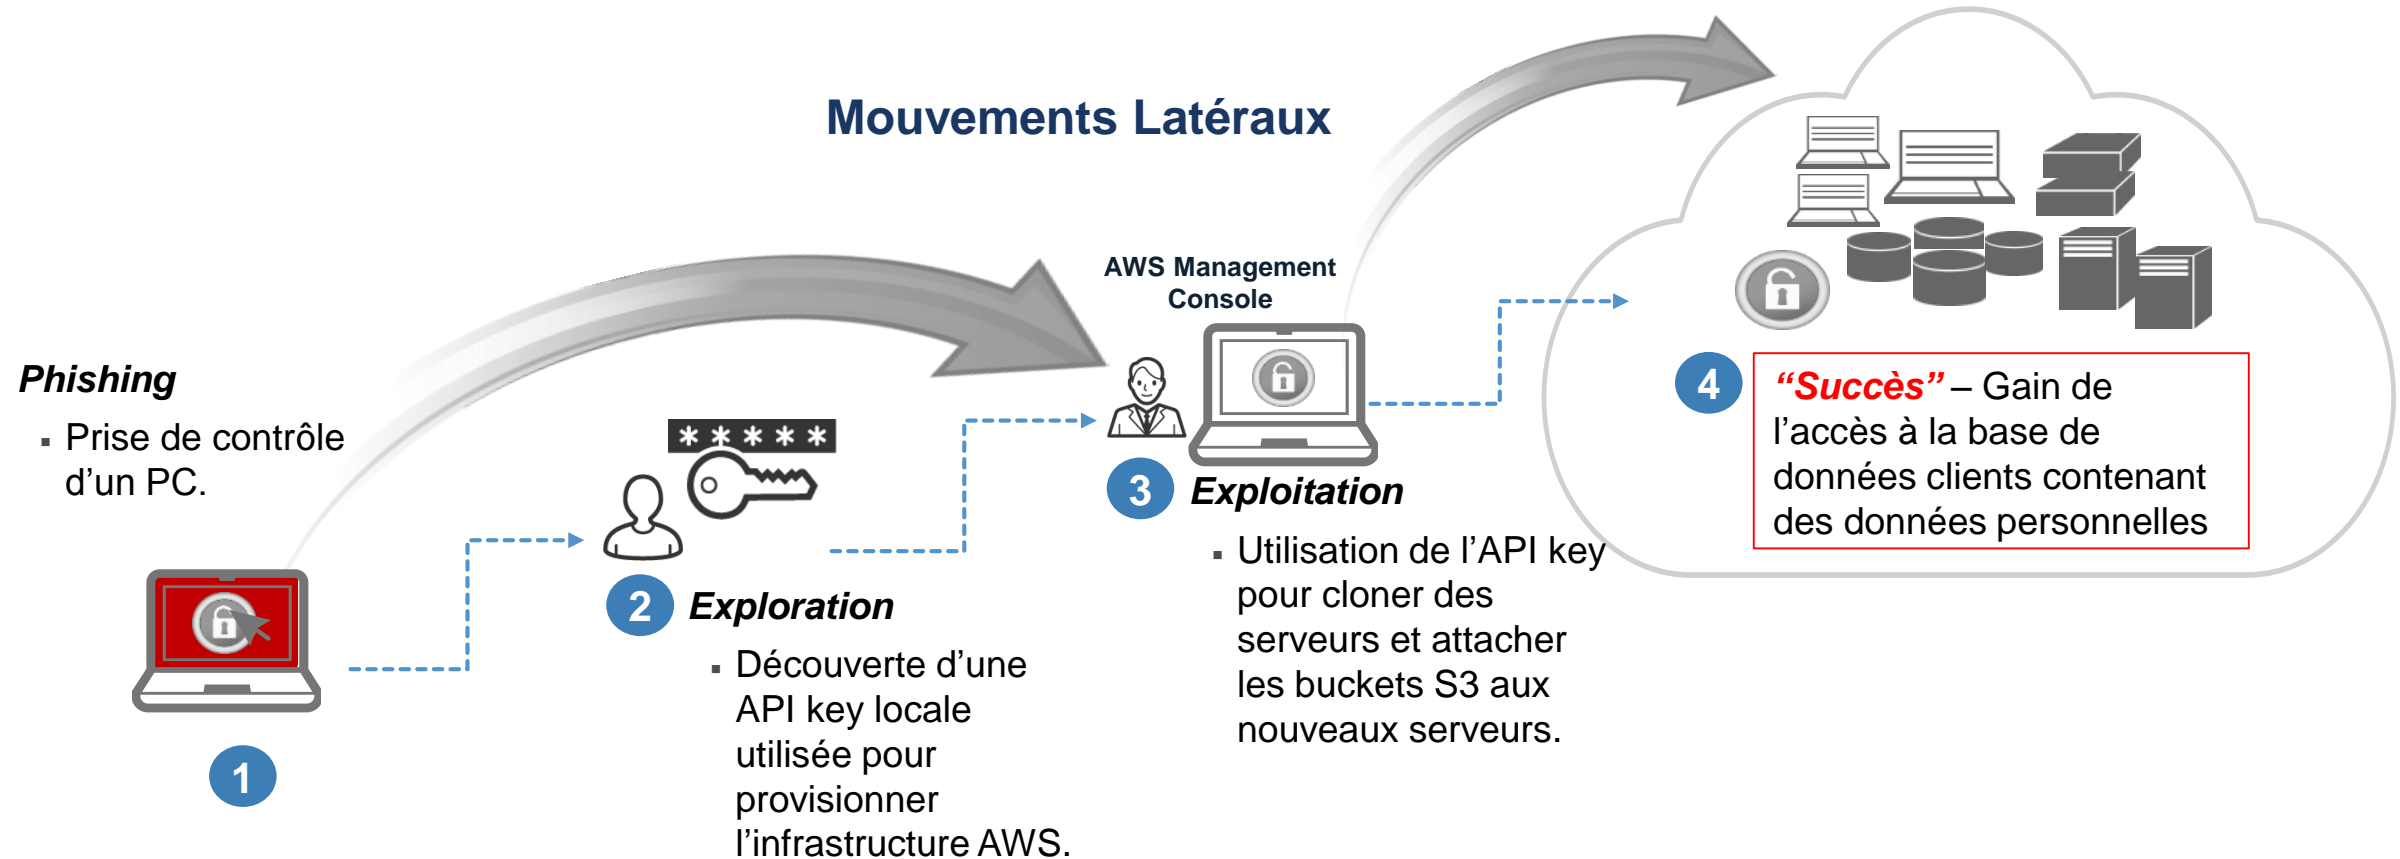 Mouvements Latéraux
Phishing
▪ Prise de contrôle
d’un PC.
1
* * * * *
2
Exploration
▪ Découverte d’une
API key locale
utilisée pour
provisionner
l’infrastructure AWS.
AWS Management
Console
3
Exploitation
▪ Utilisation de l’API key
pour cloner des
serveurs et attacher
les buckets S3 aux
nouveaux serveurs.
4
“Succès” – Gain de
l’accès à la base de
données clients contenant
des données personnelles